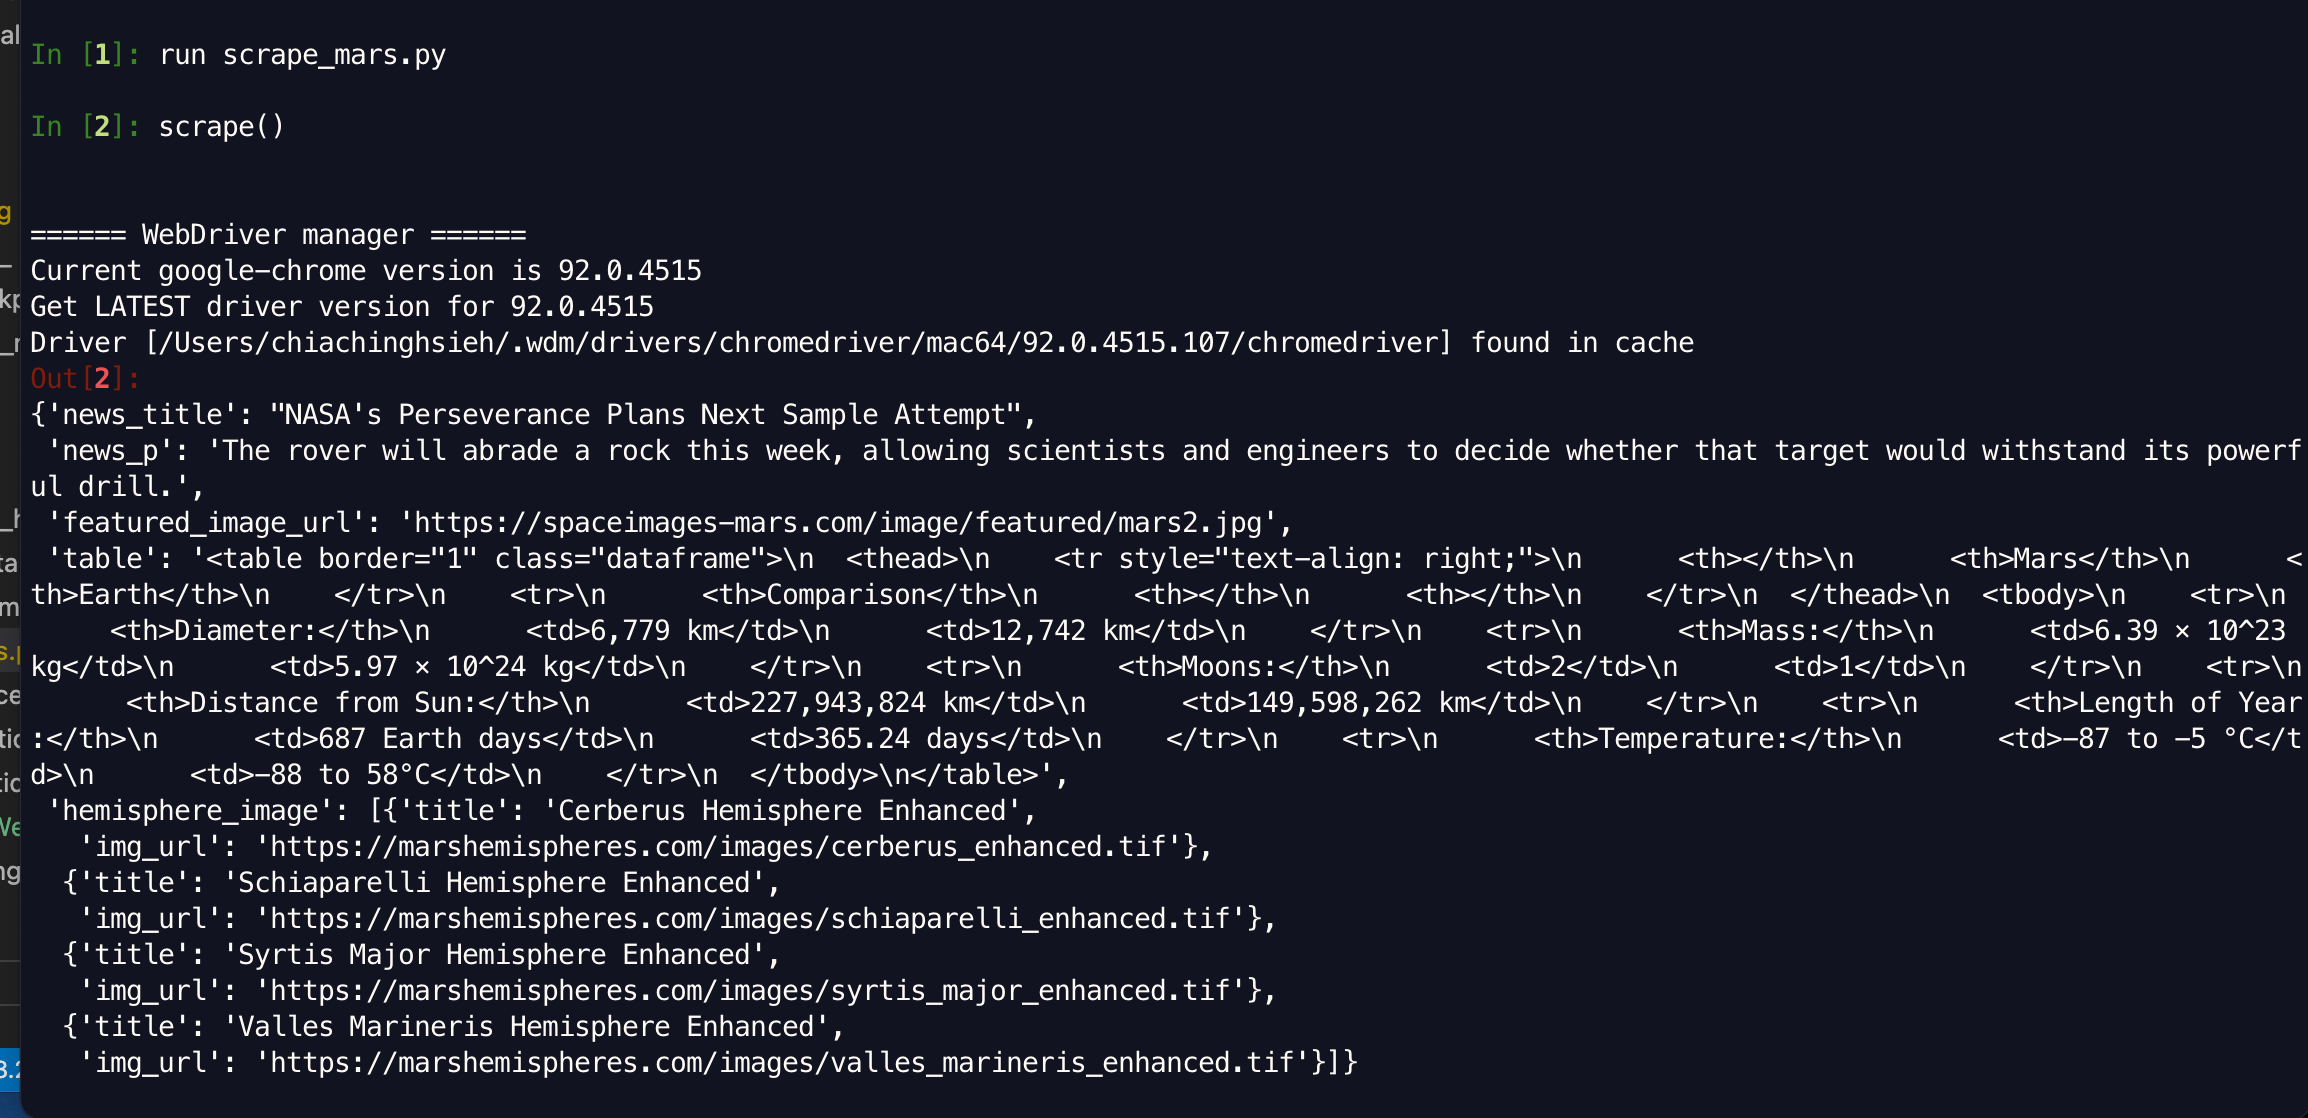 al
In [1]: run scrape_mars.py
In [2]: scrape()
g
====== WebDriver manager ======
Current google-chrome version is 92.0.4515
Get LATEST driver version for 92.0.4515
Driver [/Users/chiachinghsieh/.wdm/drivers/chromedriver/mac64/92.0.4515.107/chromedriver] found in cache
Out[2]:
{'news_title': "NASA's Perseverance Plans Next Sample Attempt",
 'news_p': 'The rover will abrade a rock this week, allowing scientists and engineers to decide whether that target would withstand its powerf
ul drill.',
 'featured_image_url': 'https://spaceimages-mars.com/image/featured/mars2.jpg',
 'table': '<table border="1" class="dataframe">\n  <thead>\n    <tr style="text-align: right;">\n      <th></th>\n      <th>Mars</th>\n      <
th>Earth</th>\n    </tr>\n    <tr>\n      <th>Comparison</th>\n      <th></th>\n      <th></th>\n    </tr>\n  </thead>\n  <tbody>\n    <tr>\n
     <th>Diameter:</th>\n      <td>6,779 km</td>\n      <td>12,742 km</td>\n    </tr>\n    <tr>\n      <th>Mass:</th>\n      <td>6.39 × 10^23
kg</td>\n      <td>5.97 × 10^24 kg</td>\n    </tr>\n    <tr>\n      <th>Moons:</th>\n      <td>2</td>\n      <td>1</td>\n    </tr>\n    <tr>\n
      <th>Distance from Sun:</th>\n      <td>227,943,824 km</td>\n      <td>149,598,262 km</td>\n    </tr>\n    <tr>\n      <th>Length of Year
:</th>\n      <td>687 Earth days</td>\n      <td>365.24 days</td>\n    </tr>\n    <tr>\n      <th>Temperature:</th>\n      <td>-87 to -5 °C</t
d>\n      <td>-88 to 58°C</td>\n    </tr>\n  </tbody>\n</table>',
 'hemisphere_image': [{'title': 'Cerberus Hemisphere Enhanced',
   'img_url': 'https://marshemispheres.com/images/cerberus_enhanced.tif'},
  {'title': 'Schiaparelli Hemisphere Enhanced',
   'img_url': 'https://marshemispheres.com/images/schiaparelli_enhanced.tif'},
  {'title': 'Syrtis Major Hemisphere Enhanced',
   'img_url': 'https://marshemispheres.com/images/syrtis_major_enhanced.tif'},
  {'title': 'Valles Marineris Hemisphere Enhanced',
   'img_url': 'https://marshemispheres.com/images/valles_marineris_enhanced.tif'}]}